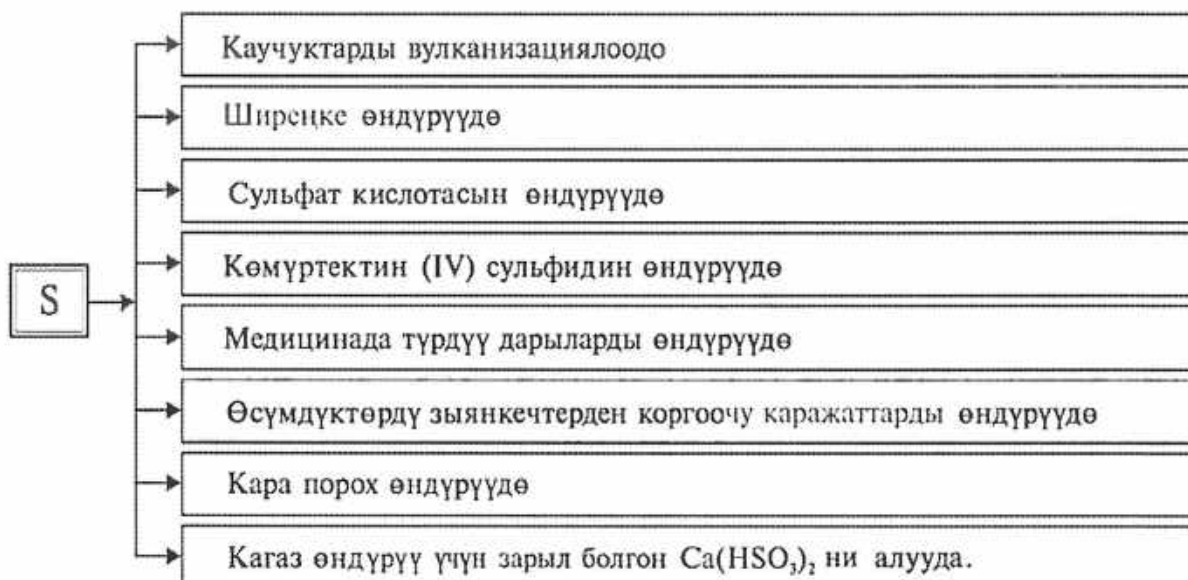 Каучуктарды вулканизациялоодо
Ширеңке өндүрүүдө
Сульфат кислотасын өндүрүүдө
Көмүртектин (IV) сульфидин өндүрүүдө
S
Медицинада түрдүү дарыларды өндүрүүдө
Өсүмдүктөрдү зыянкечтерден коргоочу каражаттарды өндүрүүдө
Кара порох өндүрүүдө
Кагаз өндүрүү үчүн зарыл болгон Ca(HSO₃)₂ ни алууда.